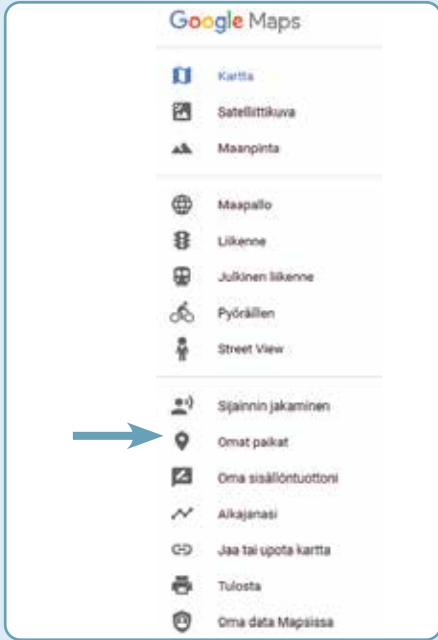 Google Maps
Kartta
Satelliittikuva
Maanpinta
Maapallo
Liikenne
Julkinen liikenne
Pyöräillen
Street View
Sijainnin jakaminen
Omat paikat
Oma sisällöntuottoni
Aikajanasi
Jaa tai upota kartta
Tulosta
Oma data Mapsissa